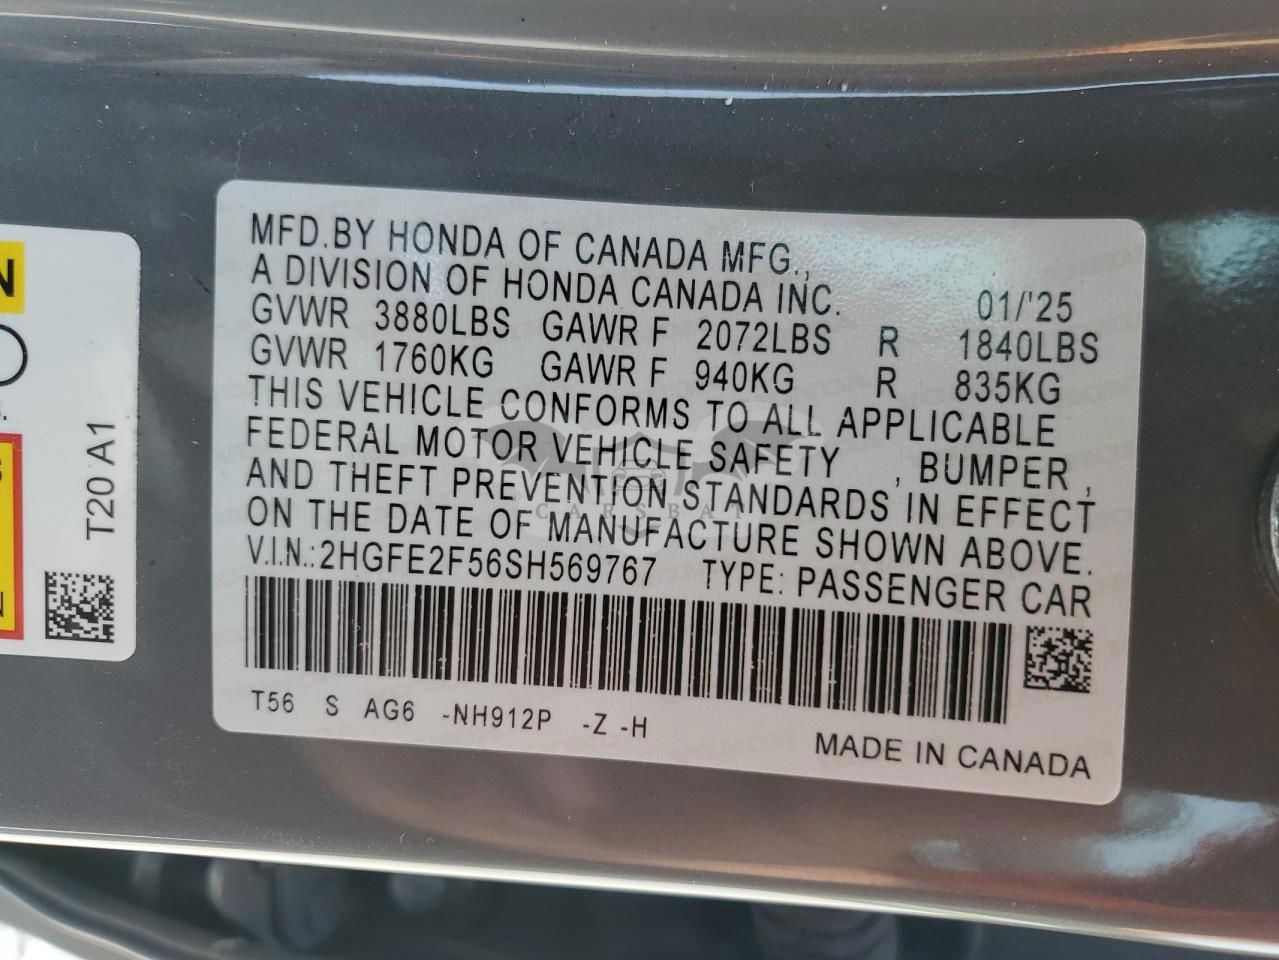 MFD.BY HONDA OF CANADA MFG.,
A DIVISION OF HONDA CANADA INC. 01/'25
GVWR 3880LBS GAWR F 2072LBS R 1840LBS
GVWR 1760KG GAWR F 940KG R 835KG
THIS VEHICLE CONFORMS TO ALL APPLICABLE
FEDERAL MOTOR VEHICLE SAFETY , BUMPER ,
AND THEFT PREVENTION STANDARDS IN EFFECT
ON THE DATE OF MANUFACTURE SHOWN ABOVE.
V.I.N.:2HGFE2F56SH569767 TYPE: PASSENGER CAR
T56 S AG6 -NH912P -Z -H
MADE IN CANADA
T20 A1
N
N
CARSBAT